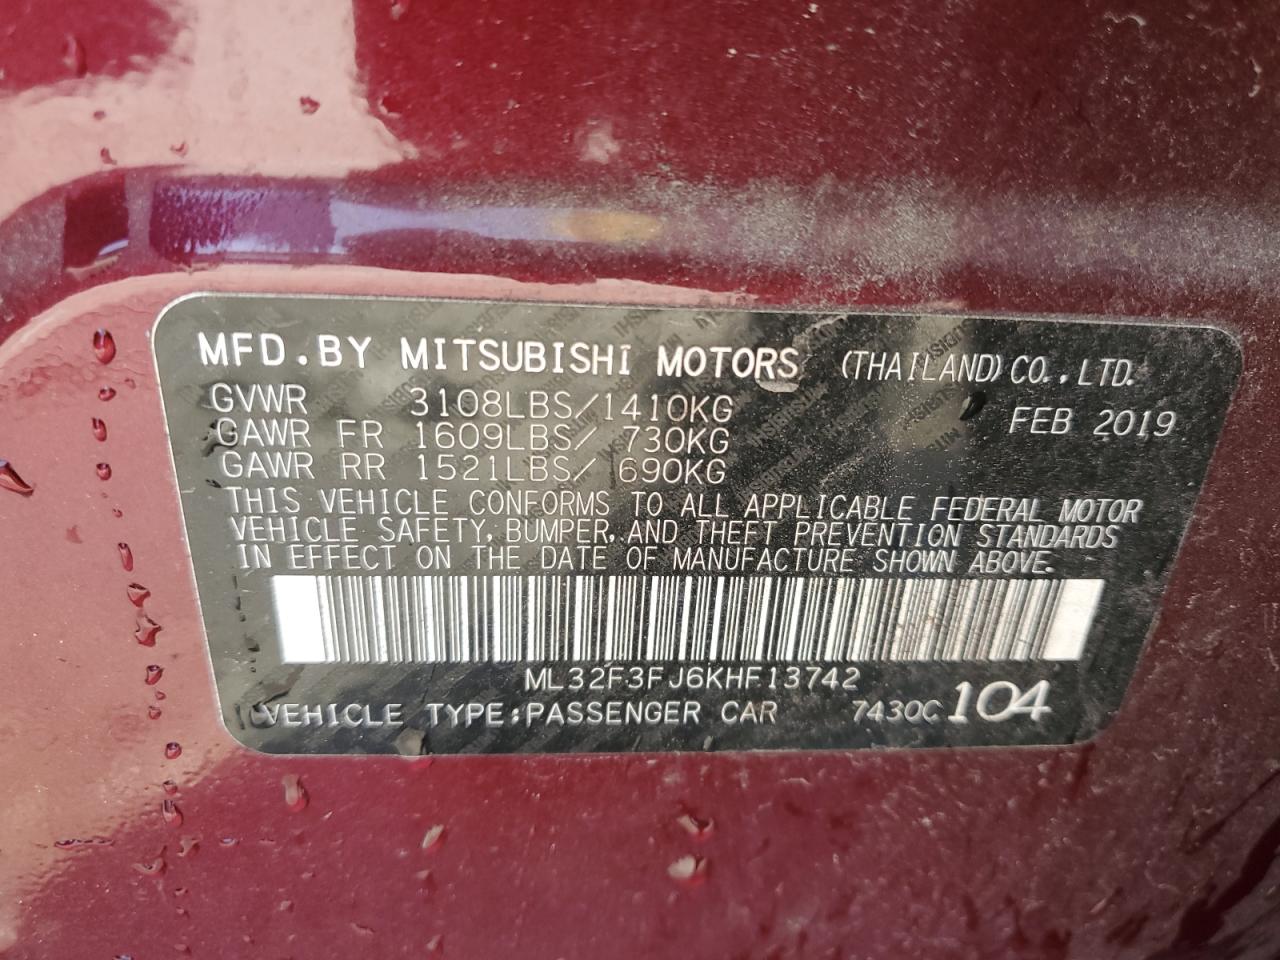 MFD.BY MITSUBISHI MOTORS (THAILAND) CO.,LTD.
GVWR 3108LBS/1410KG FEB 2019
GAWR FR 1609LBS/ 730KG
GAWR RR 1521LBS/ 690KG
THIS VEHICLE CONFORMS TO ALL APPLICABLE FEDERAL MOTOR
VEHICLE SAFETY, BUMPER, AND THEFT PREVENTION STANDARDS
IN EFFECT ON THE DATE OF MANUFACTURE SHOWN ABOVE.
ML32F3FJ6KHF13742
VEHICLE TYPE:PASSENGER CAR 7430C 104